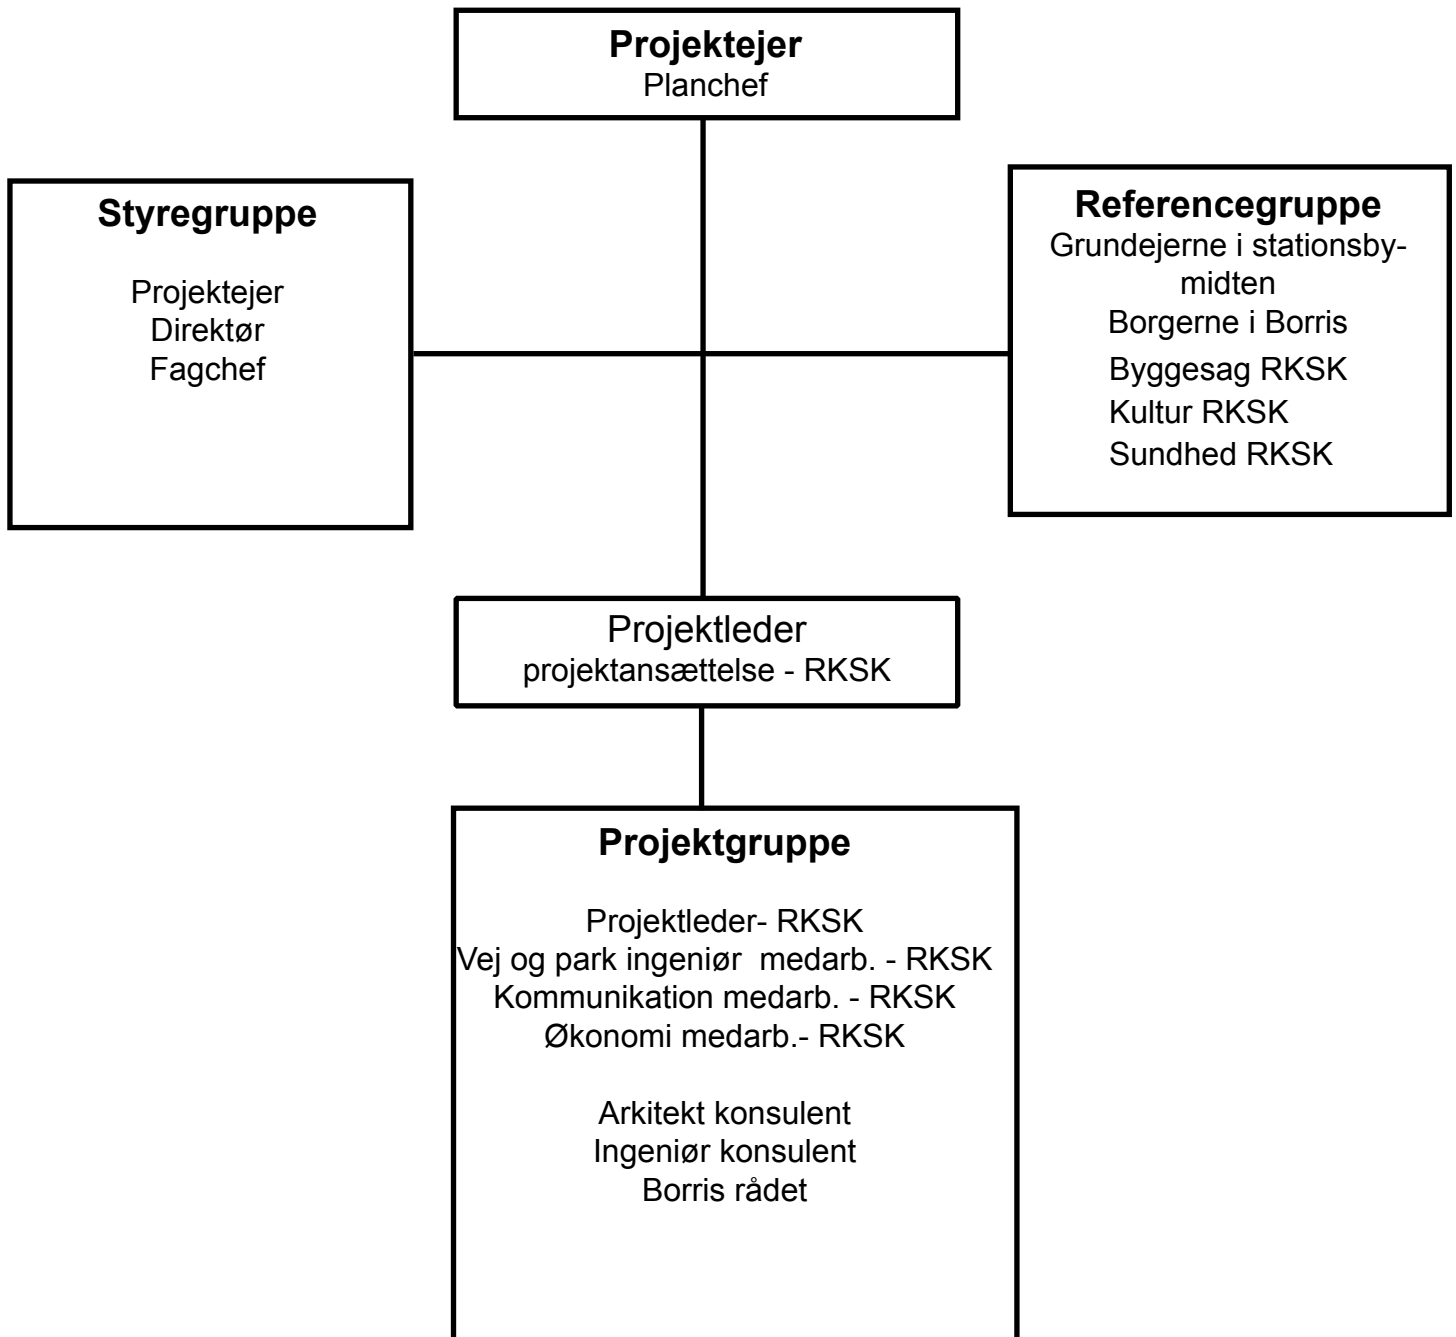 Projektejer
Planchef
Styregruppe
Projektejer
Direktør
Fagchef
Referencegruppe
Grundejerne i stationsby-
midten
Borgerne i Borris
Byggesag RKSK
Kultur RKSK
Sundhed RKSK
Projektleder
projektansættelse - RKSK
Projektgruppe
Projektleder- RKSK
Vej og park ingeniør  medarb. - RKSK
Kommunikation medarb. - RKSK
Økonomi medarb.- RKSK
Arkitekt konsulent
Ingeniør konsulent
Borris rådet